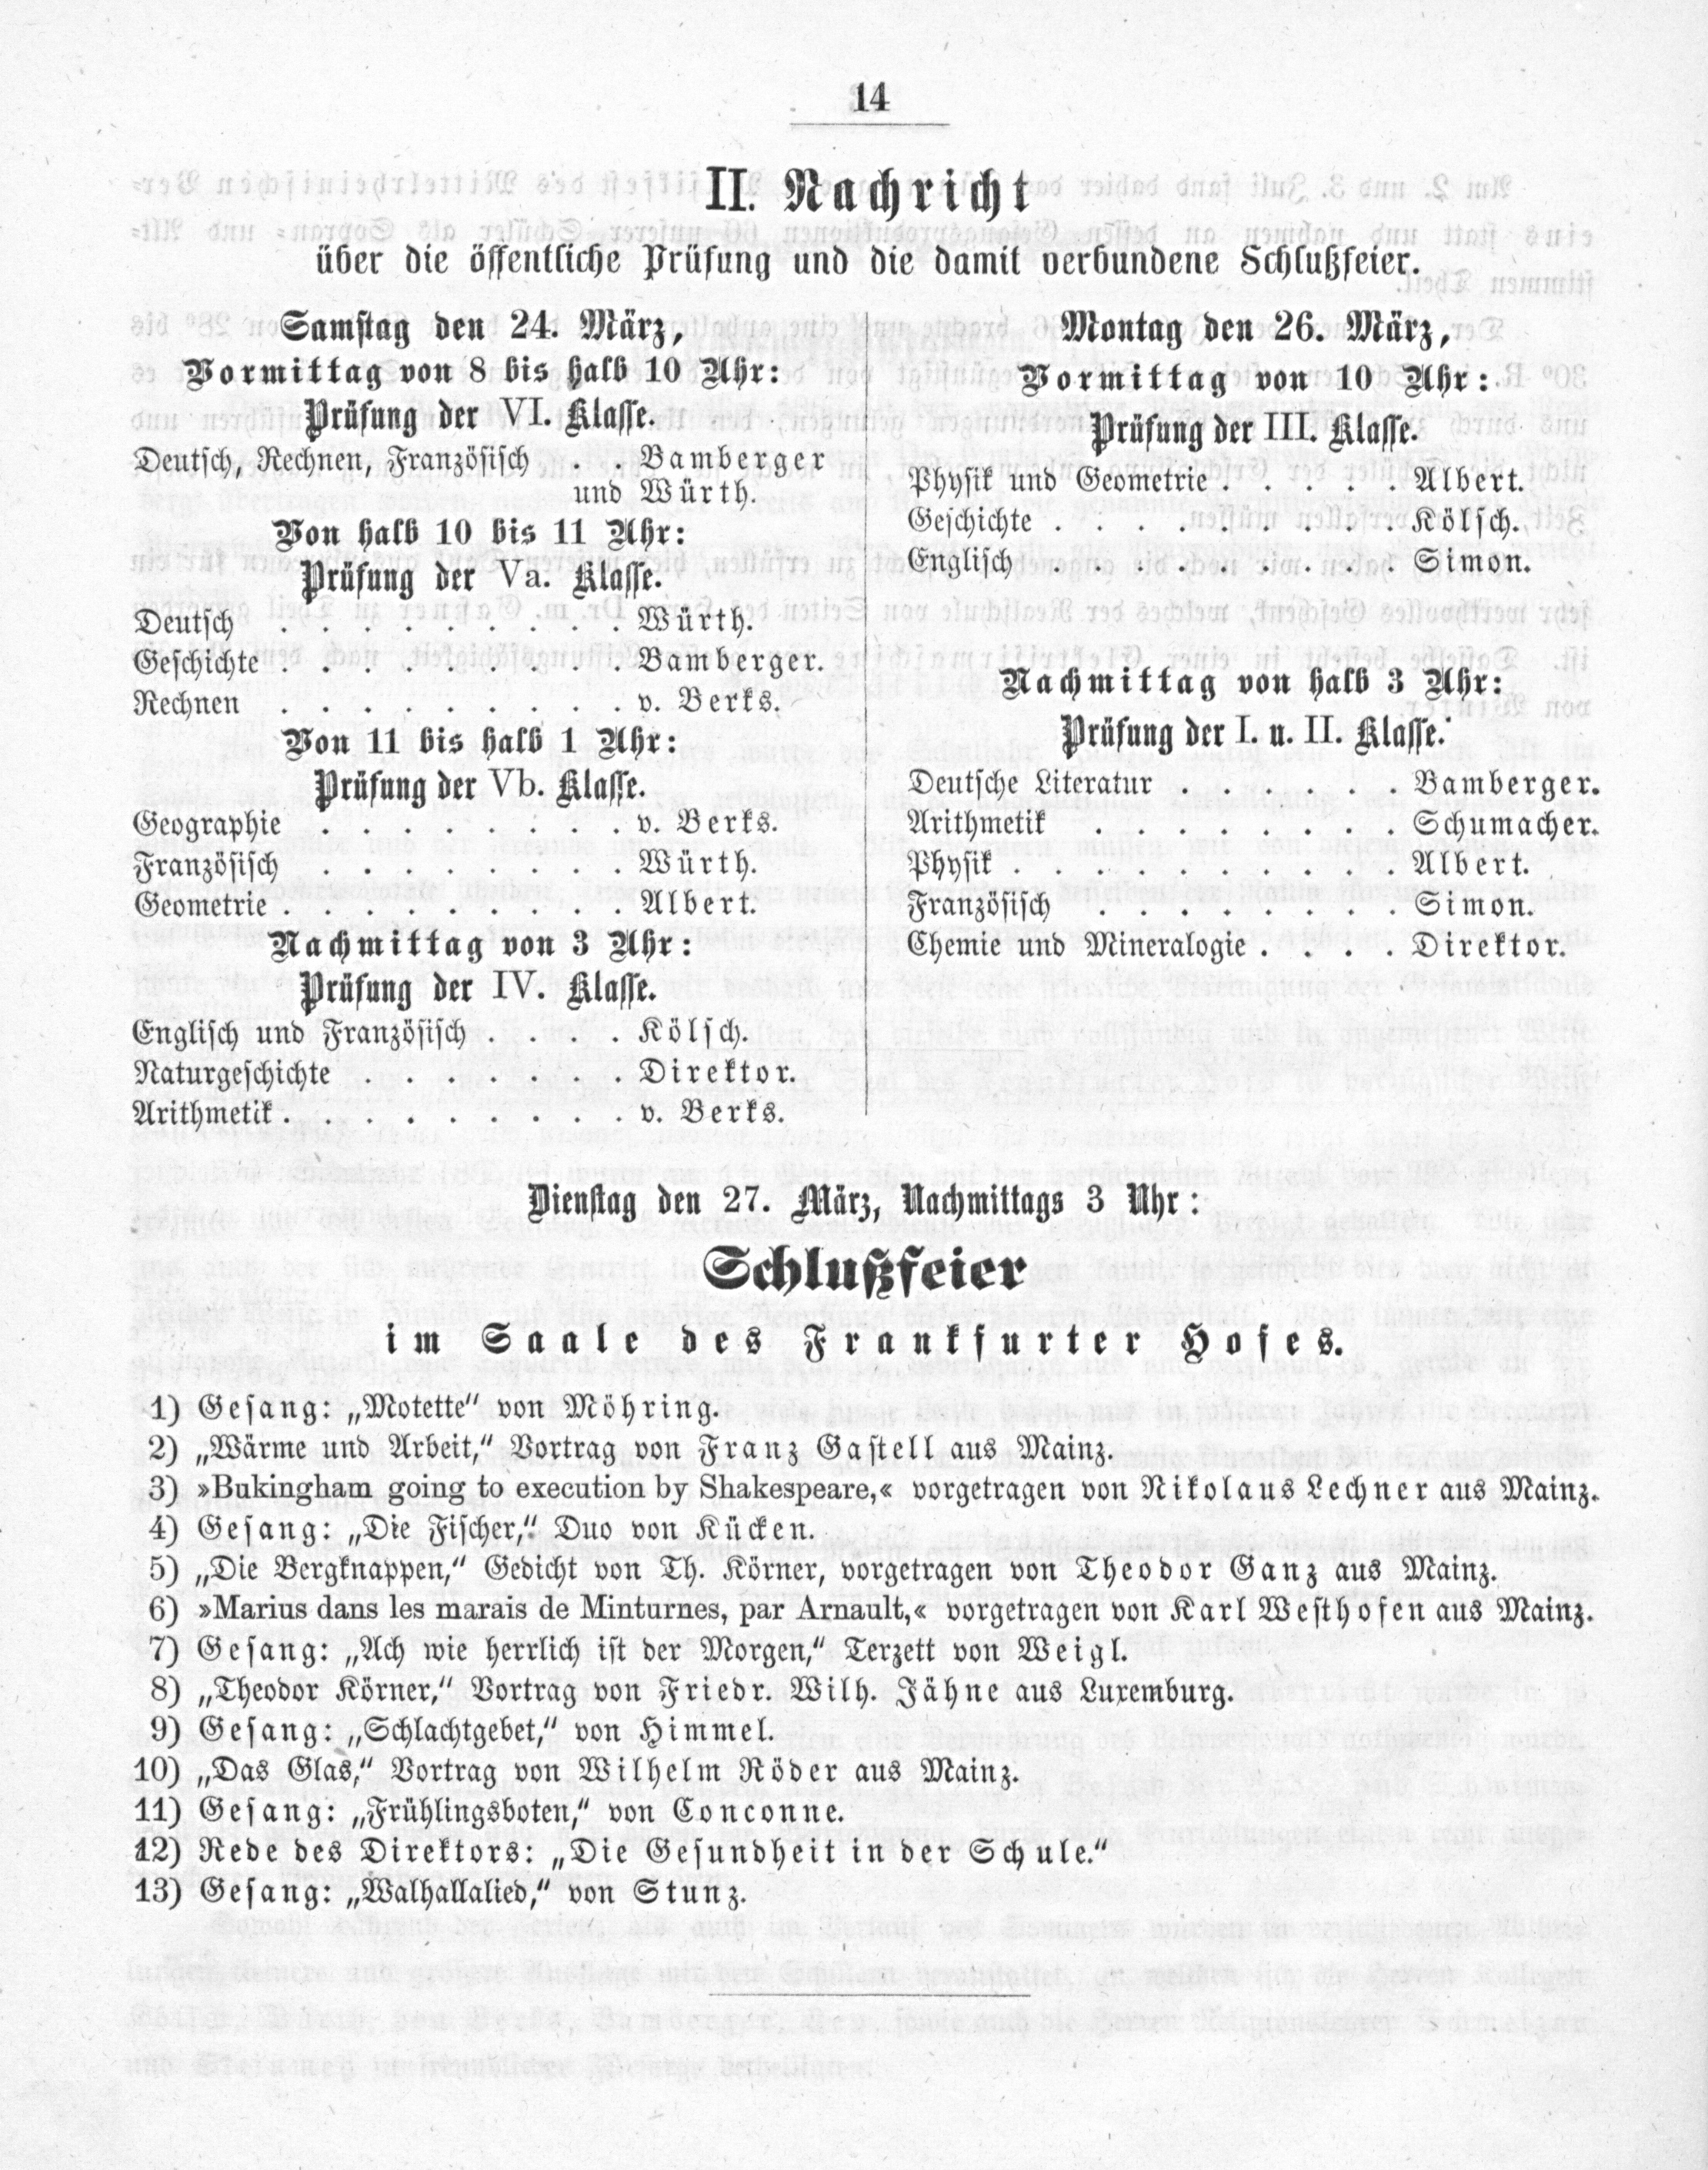 14
II. Nachricht
über die öffentliche Prüfung und die damit verbundene Schlußfeier.
Samstag den 24. März,
Vormittag von 8 bis halb 10 Uhr:
Prüfung der VI. Klasse.
Deutsch, Rechnen, Französisch . . Bamberger
und Würth.
Von halb 10 bis 11 Uhr:
Prüfung der Va. Klasse.
Deutsch . . . . . . . . . Würth.
Geschichte . . . . . . . . . Bamberger.
Rechnen . . . . . . . . . v. Berks.
Von 11 bis halb 1 Uhr:
Prüfung der Vb. Klasse.
Geographie . . . . . . . . v. Berks.
Französisch . . . . . . . . Würth.
Geometrie . . . . . . . . . Albert.
Nachmittag von 3 Uhr:
Prüfung der IV. Klasse.
Englisch und Französisch . . . . Kölsch.
Naturgeschichte . . . . . . . Direktor.
Arithmetik . . . . . . . . . v. Berks.
Montag den 26. März,
Vormittag von 10 Uhr:
Prüfung der III. Klasse.
Physik und Geometrie . . . . . Albert.
Geschichte . . . . . . . . . Kölsch.
Englisch . . . . . . . . . Simon.
Nachmittag von halb 3 Uhr:
Prüfung der I. u. II. Klasse.
Deutsche Literatur . . . . . . Bamberger.
Arithmetik . . . . . . . . Schumacher.
Physik . . . . . . . . . . Albert.
Französisch . . . . . . . . Simon.
Chemie und Mineralogie . . . . Direktor.
Dienstag den 27. März, Nachmittags 3 Uhr:
Schlußfeier
im Saale des Frankfurter Hofes.
1) Gesang: „Motette“ von Möhring.
2) „Wärme und Arbeit,“ Vortrag von Franz Gastell aus Mainz.
3) »Bukingham going to execution by Shakespeare,« vorgetragen von Nikolaus Lechner aus Mainz.
4) Gesang: „Die Fischer,“ Duo von Kücken.
5) „Die Bergknappen,“ Gedicht von Th. Körner, vorgetragen von Theodor Ganz aus Mainz.
6) »Marius dans les marais de Minturnes, par Arnault,« vorgetragen von Karl Westhofen aus Mainz.
7) Gesang: „Ach wie herrlich ist der Morgen,“ Terzett von Weigl.
8) „Theodor Körner,“ Vortrag von Friedr. Wilh. Jähne aus Luxemburg.
9) Gesang: „Schlachtgebet,“ von Himmel.
10) „Das Glas,“ Vortrag von Wilhelm Röder aus Mainz.
11) Gesang: „Frühlingsboten,“ von Conconne.
12) Rede des Direktors: „Die Gesundheit in der Schule.“
13) Gesang: „Walhallalied,“ von Stunz.